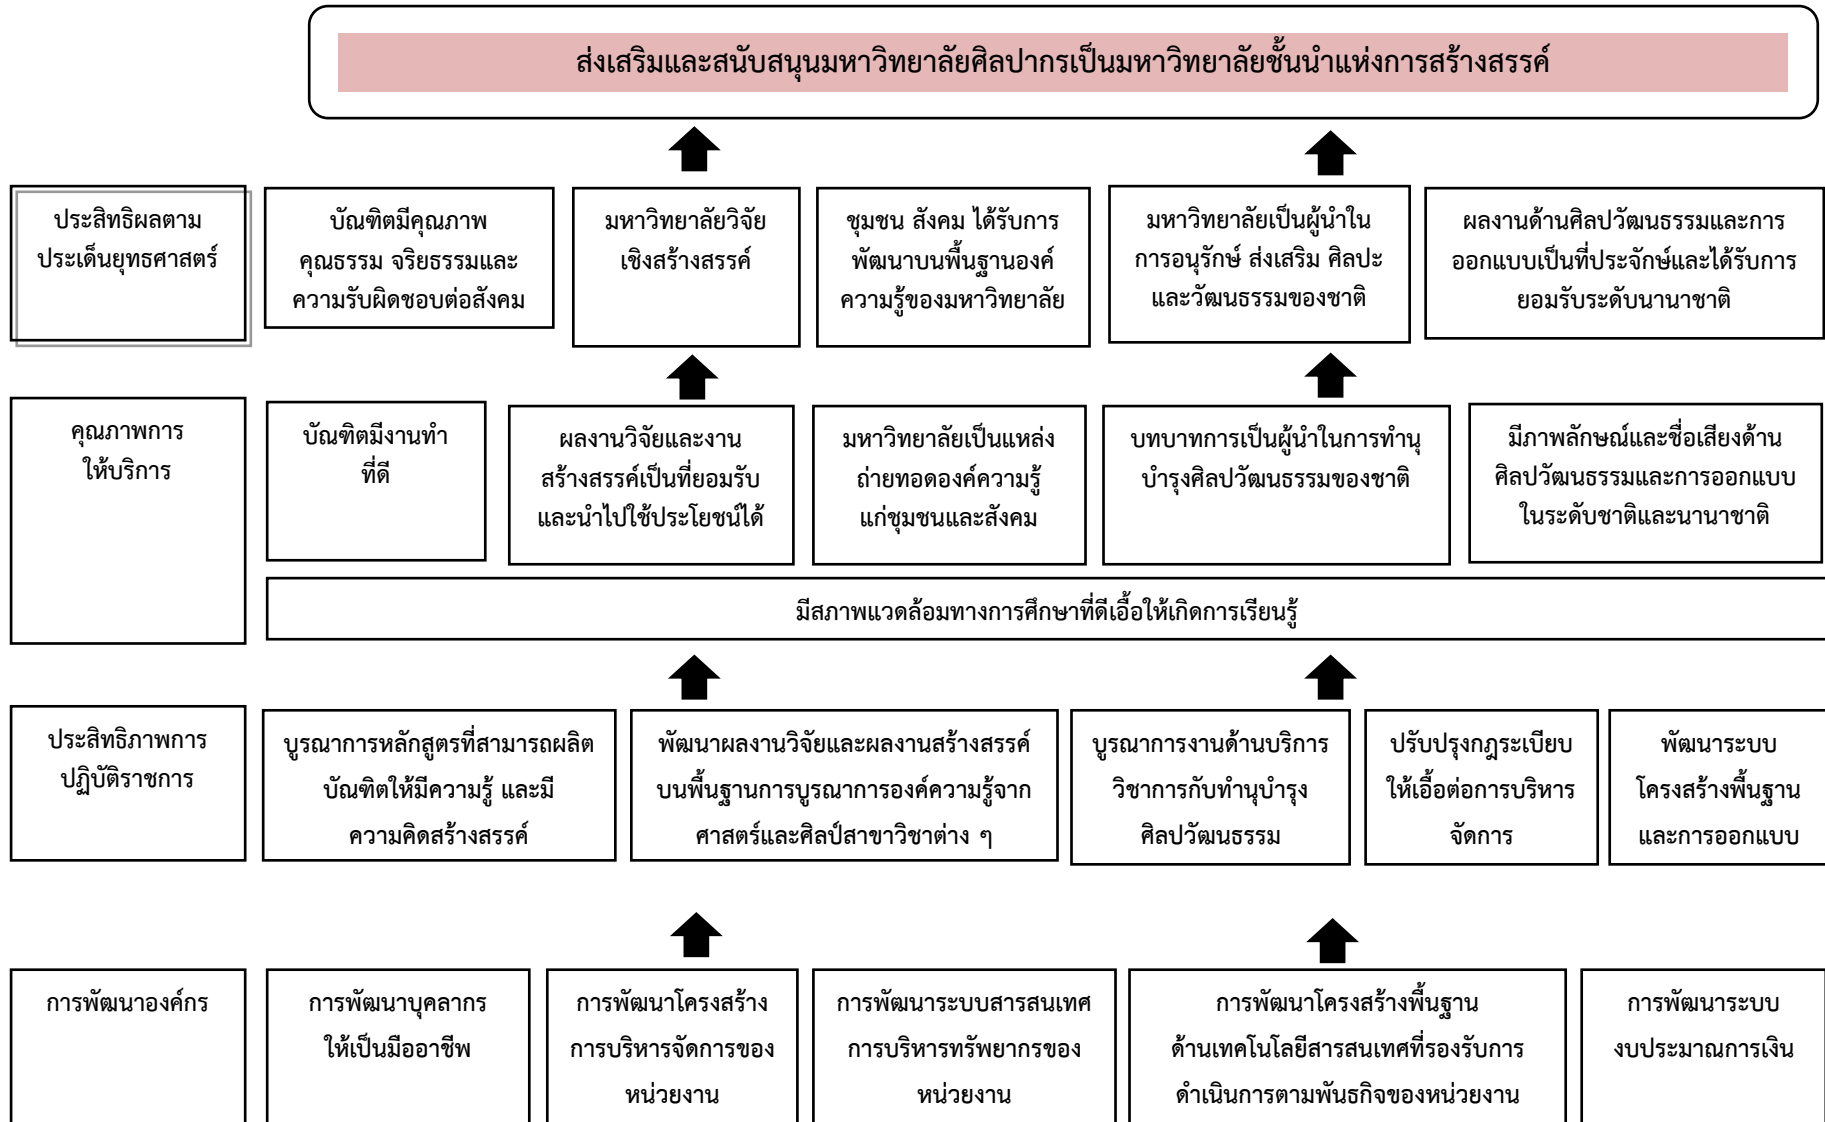 ส่งเสริมและสนับสนุนมหาวิทยาลัยศิลปากรเป็นมหาวิทยาลัยชั้นนำแห่งการสร้างสรรค์
ประสิทธิผลตาม
ประเด็นยุทธศาสตร์
บัณฑิตมีคุณภาพ
คุณธรรม จริยธรรมและ
ความรับผิดชอบต่อสังคม
มหาวิทยาลัยวิจัย
เชิงสร้างสรรค์
ชุมชน สังคม ได้รับการ
พัฒนาบนพื้นฐานองค์
ความรู้ของมหาวิทยาลัย
มหาวิทยาลัยเป็นผู้นำใน
การอนุรักษ์ ส่งเสริม ศิลปะ
และวัฒนธรรมของชาติ
ผลงานด้านศิลปวัฒนธรรมและการ
ออกแบบเป็นที่ประจักษ์และได้รับการ
ยอมรับระดับนานาชาติ
คุณภาพการ
ให้บริการ
บัณฑิตมีงานทำ
ที่ดี
ผลงานวิจัยและงาน
สร้างสรรค์เป็นที่ยอมรับ
และนำไปใช้ประโยชน์ได้
มหาวิทยาลัยเป็นแหล่ง
ถ่ายทอดองค์ความรู้
แก่ชุมชนและสังคม
บทบาทการเป็นผู้นำในการทำนุ
บำรุงศิลปวัฒนธรรมของชาติ
มีภาพลักษณ์และชื่อเสียงด้าน
ศิลปวัฒนธรรมและการออกแบบ
ในระดับชาติและนานาชาติ
มีสภาพแวดล้อมทางการศึกษาที่ดีเอื้อให้เกิดการเรียนรู้
ประสิทธิภาพการ
ปฏิบัติราชการ
บูรณาการหลักสูตรที่สามารถผลิต
บัณฑิตให้มีความรู้ และมี
ความคิดสร้างสรรค์
พัฒนาผลงานวิจัยและผลงานสร้างสรรค์
บนพื้นฐานการบูรณาการองค์ความรู้จาก
ศาสตร์และศิลป์สาขาวิชาต่าง ๆ
บูรณาการงานด้านบริการ
วิชาการกับทำนุบำรุง
ศิลปวัฒนธรรม
ปรับปรุงกฎระเบียบ
ให้เอื้อต่อการบริหาร
จัดการ
พัฒนาระบบ
โครงสร้างพื้นฐาน
และการออกแบบ
การพัฒนาองค์กร
การพัฒนาบุคลากร
ให้เป็นมืออาชีพ
การพัฒนาโครงสร้าง
การบริหารจัดการของ
หน่วยงาน
การพัฒนาระบบสารสนเทศ
การบริหารทรัพยากรของ
หน่วยงาน
การพัฒนาโครงสร้างพื้นฐาน
ด้านเทคโนโลยีสารสนเทศที่รองรับการ
ดำเนินการตามพันธกิจของหน่วยงาน
การพัฒนาระบบ
งบประมาณการเงิน